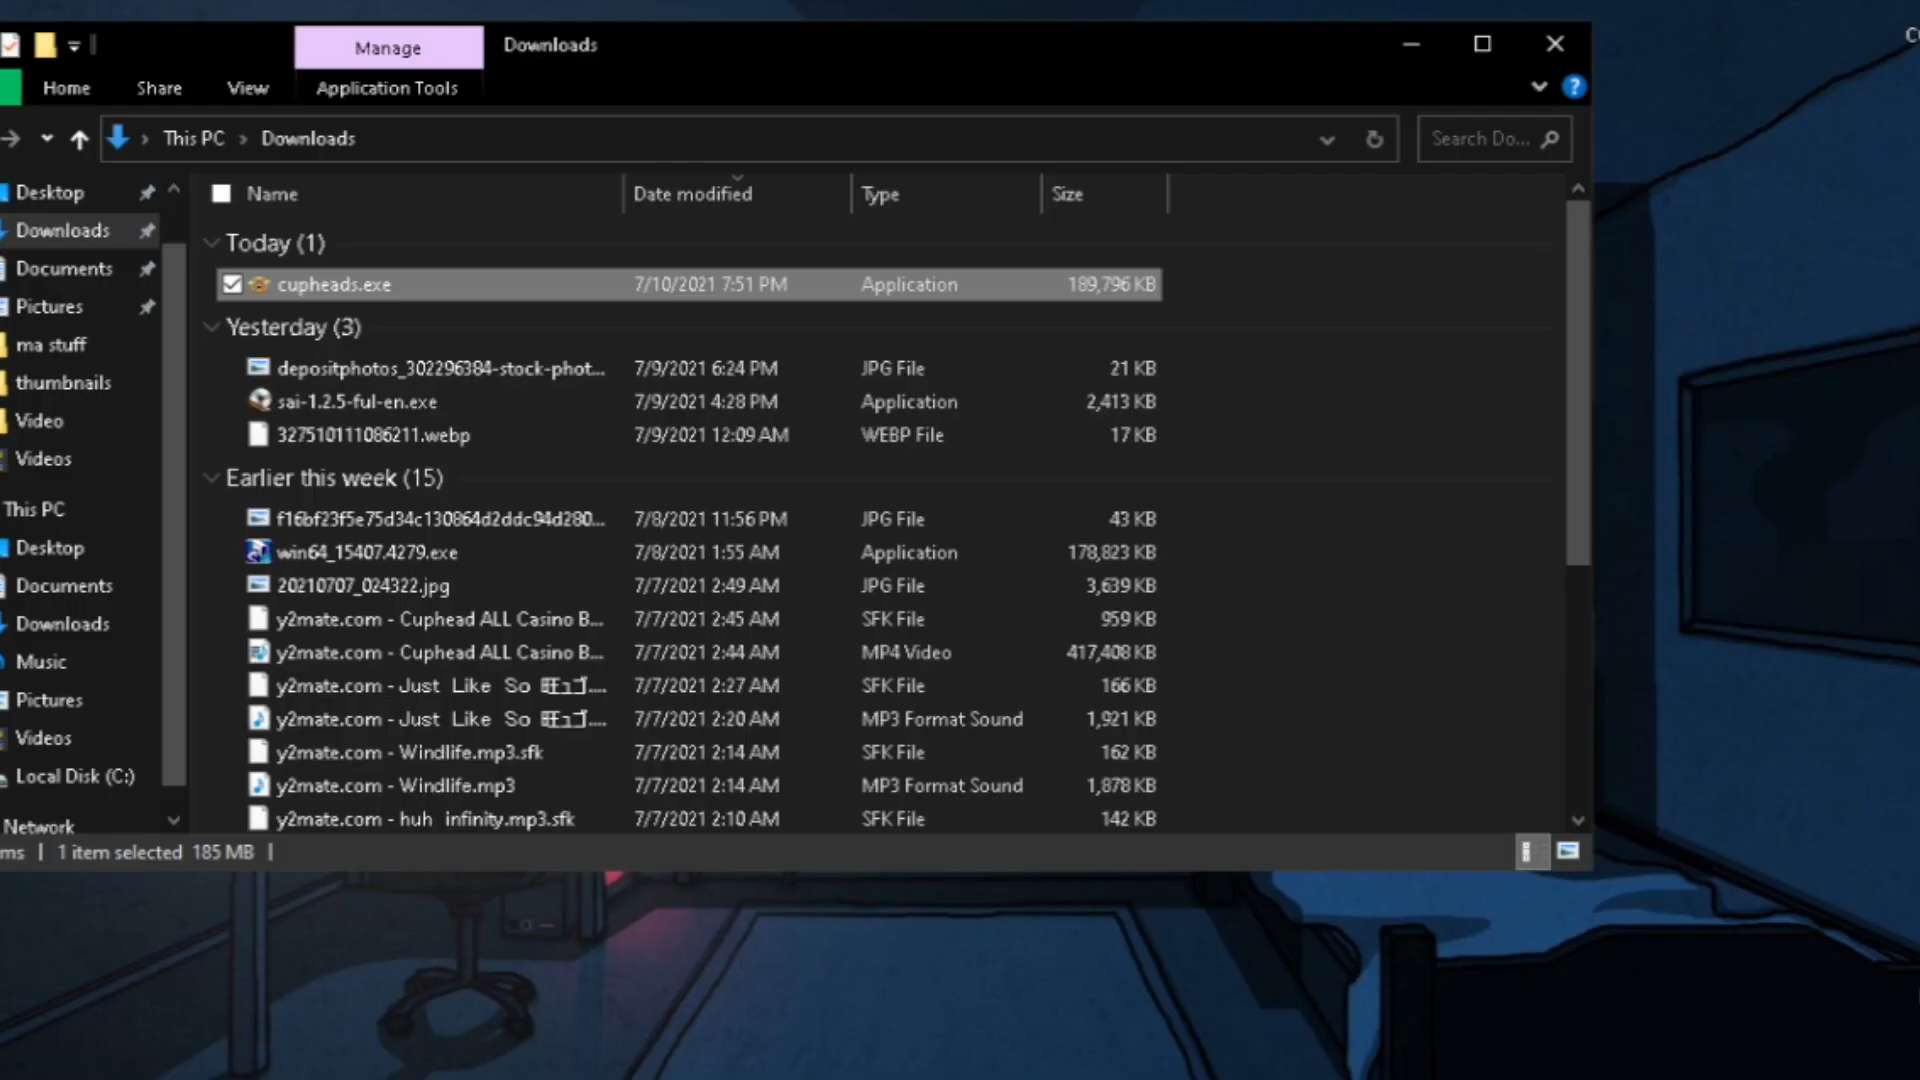 Manage
Downloads
Home
Share
View
Application Tools
This PC > Downloads
Search Do...
Desktop
Downloads
Documents
Pictures
ma stuff
thumbnails
Video
Videos
This PC
Desktop
Documents
Downloads
Music
Pictures
Videos
Local Disk (C:)
Network
Name Date modified Type Size
Today (1)
cupheads.exe 7/10/2021 7:51 PM Application 189,796 KB
Yesterday (3)
depositphotos_302296384-stock-phot... 7/9/2021 6:24 PM JPG File 21 KB
sai-1.2.5-ful-en.exe 7/9/2021 4:28 PM Application 2,413 KB
327510111086211.webp 7/9/2021 12:09 AM WEBP File 17 KB
Earlier this week (15)
f16bf23f5e75d34c130864d2ddc94d280... 7/8/2021 11:56 PM JPG File 43 KB
win64_15407.4279.exe 7/8/2021 1:55 AM Application 178,823 KB
20210707_024322.jpg 7/7/2021 2:49 AM JPG File 3,639 KB
y2mate.com - Cuphead ALL Casino B... 7/7/2021 2:45 AM SFK File 959 KB
y2mate.com - Cuphead ALL Casino B... 7/7/2021 2:44 AM MP4 Video 417,408 KB
y2mate.com - Just Like So 7/7/2021 2:27 AM SFK File 166 KB
y2mate.com - Just Like So 7/7/2021 2:20 AM MP3 Format Sound 1,921 KB
y2mate.com - Windlife.mp3.sfk 7/7/2021 2:14 AM SFK File 162 KB
y2mate.com - Windlife.mp3 7/7/2021 2:14 AM MP3 Format Sound 1,878 KB
y2mate.com - huh infinity.mp3.sfk 7/7/2021 2:10 AM SFK File 142 KB
ms | 1 item selected 185 MB |